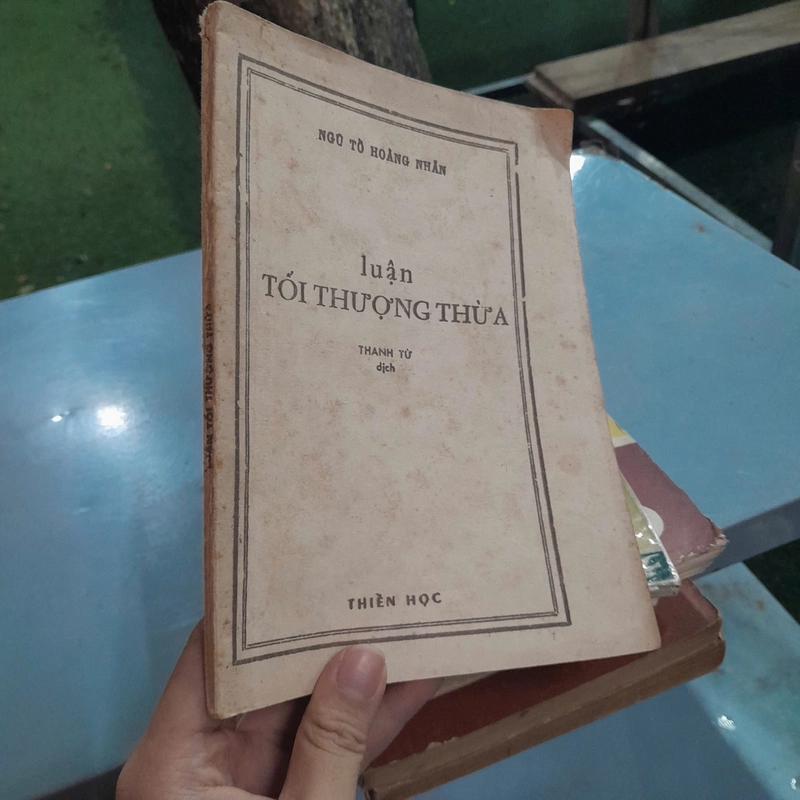 NGŨ TỔ HOÀNG NHẪN
luận
TỐI THƯỢNG THỪA
THANH TỪ
dịch
THIỀN HỌC
LUẬN TỐI THƯỢNG THỪA